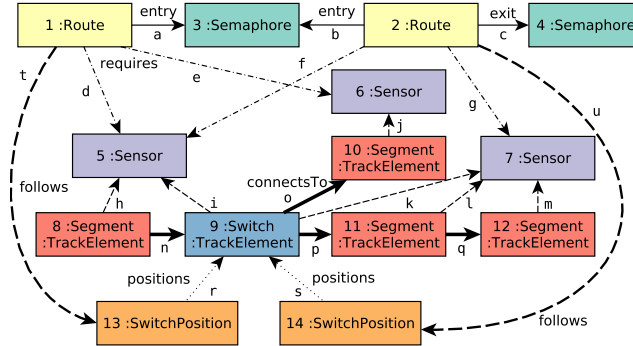 entry
entry
exit
1 :Route
3 :Semaphore
2 :Route
4 :Semaphore
a
b
c
t
requires
e
f
d
6 :Sensor
g
u
j
5 :Sensor
10 :Segment
:TrackElement
7 :Sensor
follows
h
i
connectsTo
o
k
l
m
8 :Segment
:TrackElement
9 :Switch
:TrackElement
11 :Segment
:TrackElement
12 :Segment
:TrackElement
n
p
q
positions
positions
r
s
13 :SwitchPosition
14 :SwitchPosition
follows